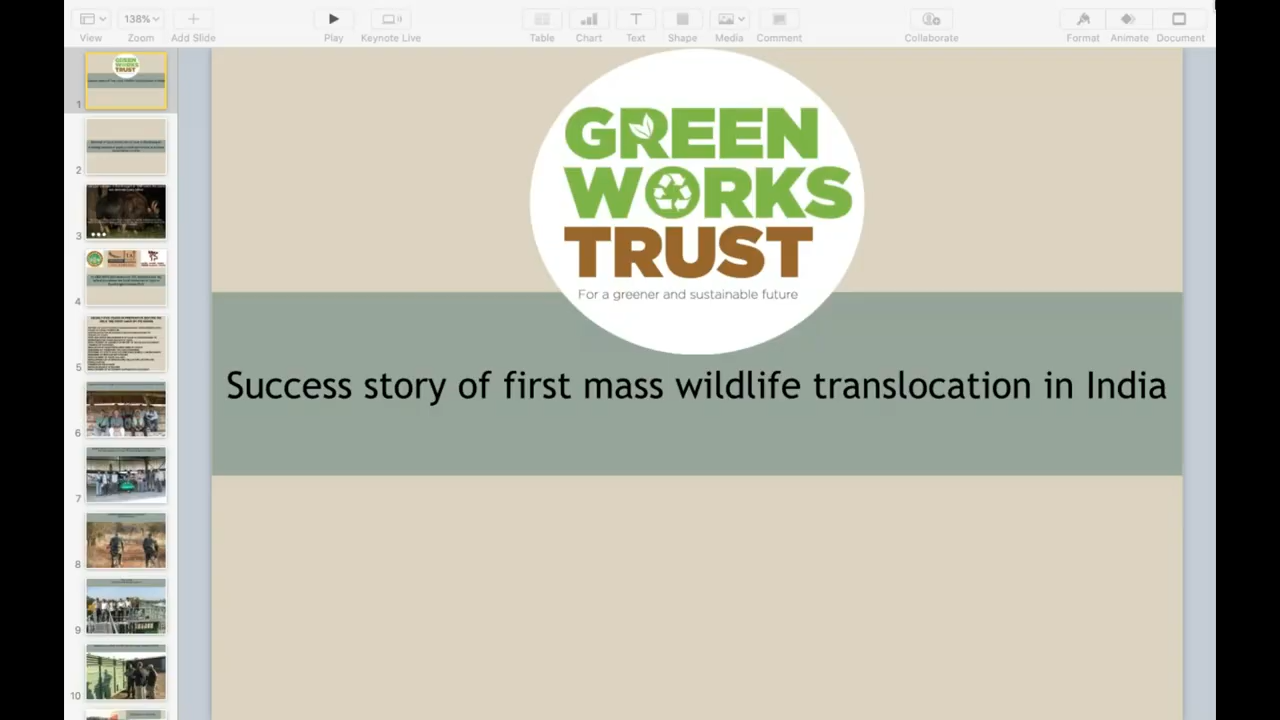 138%
View
Zoom
Add Slide
Play
Keynote Live
Table
Chart
Text
Shape
Media
Comment
Collaborate
Format
Animate
Document
1
2
3
4
5
6
7
8
9
10
GREEN
WORKS
TRUST
For a greener and sustainable future
Success story of first mass wildlife translocation in India